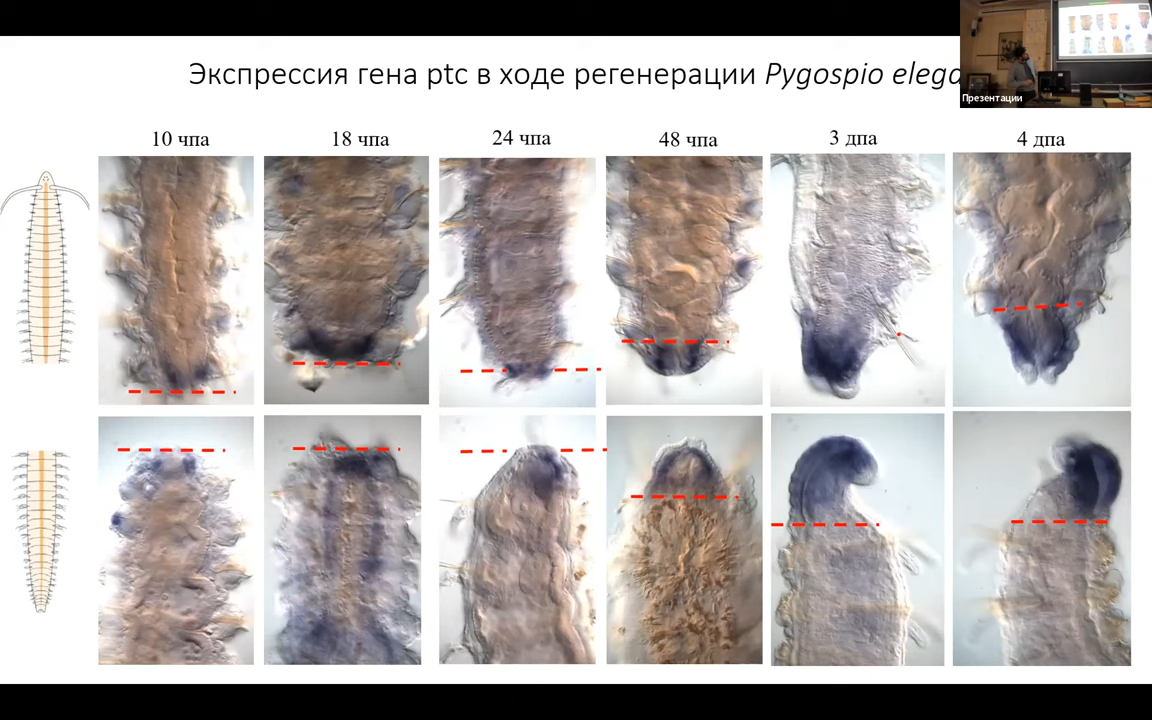 Экспрессия гена ptc в ходе регенерации Pygospio elega
Презентации
10 чпа
18 чпа
24 чпа
48 чпа
3 дпа
4 дпа